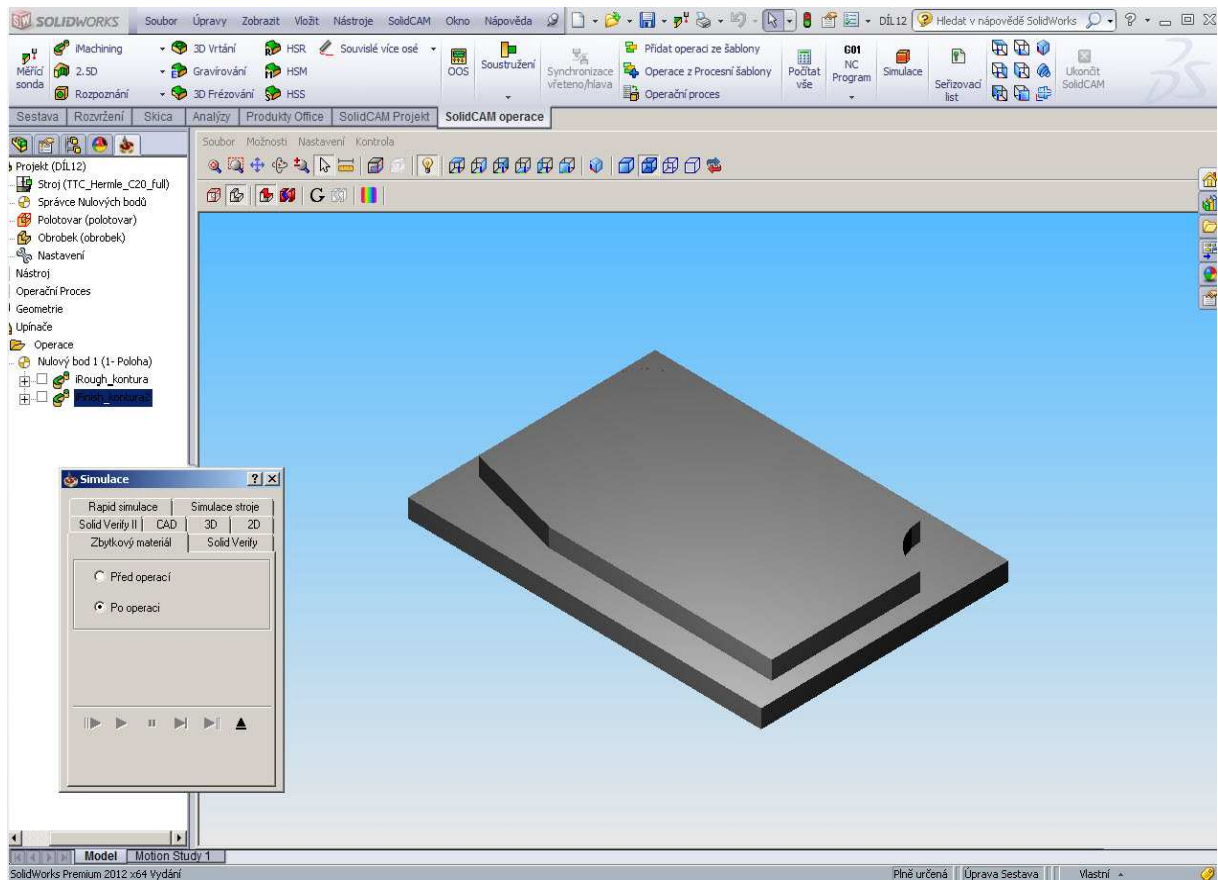 SOLIDWORKS Soubor Úpravy Zobrazit Vložit Nástroje SolidCAM Okno Nápověda DÍL12 Hledat v nápovědě SolidWorks
Měřící sonda
iMachining
2.5D
Rozpoznání
3D Vrtání
Gravírování
3D Frézování
HSR
HSM
HSS
Souvislé více osé
OOS
Soustružení
Synchronizace vřeteno/hlava
Přidat operaci ze šablony
Operace z Procesní šablony
Operační proces
Počítat vše
G01
NC Program
Simulace
Seřizovací list
Ukončit SolidCAM
Sestava Rozvržení Skica Analýzy Produkty Office SolidCAM Projekt SolidCAM operace
Soubor Možnosti Nastavení Kontrola
G
Projekt (DÍL12)
Stroj (TTC_Hermle_C20_full)
Správce Nulových bodů
Polotovar (polotovar)
Obrobek (obrobek)
Nastavení
Nástroj
Operační Proces
Geometrie
Upínače
Operace
Nulový bod 1 (1- Poloha)
iRough_kontura
Simulace
Rapid simulace Simulace stroje
Solid Verify II CAD 3D 2D
Zbytkový materiál Solid Verify
Před operací
Po operaci
Model Motion Study 1
SolidWorks Premium 2012 x64 Vydání Plně určená Úprava Sestava Vlastní